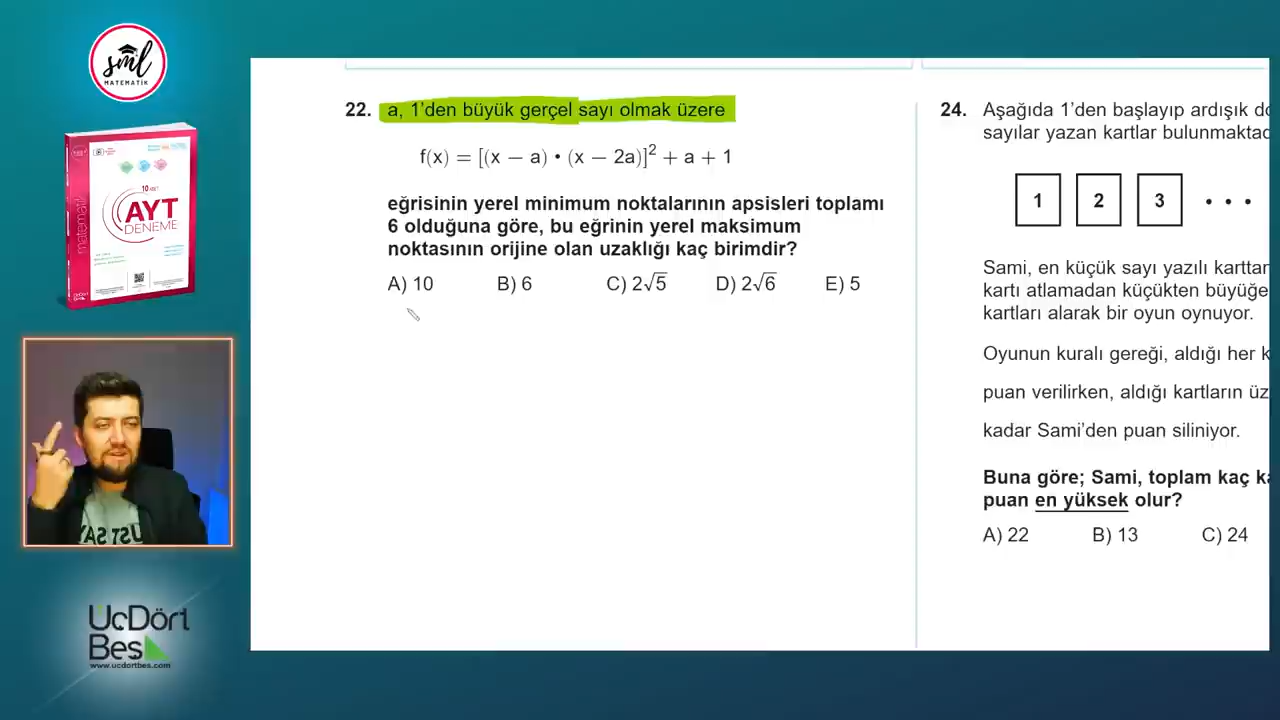 sml
MATEMATİK
matematik
10 x
AYT
DENEME
ÜçDört
Beş
22. a, 1'den büyük gerçel sayı olmak üzere
f(x) = [(x − a) • (x − 2a)]² + a + 1
eğrisinin yerel minimum noktalarının apsisleri toplamı
6 olduğuna göre, bu eğrinin yerel maksimum
noktasının orijine olan uzaklığı kaç birimdir?
A) 10 B) 6 C) 2√5 D) 2√6 E) 5
24. Aşağıda 1'den başlayıp ardışık do
sayılar yazan kartlar bulunmaktad
1 2 3 • • •
Sami, en küçük sayı yazılı karttan
kartı atlamadan küçükten büyüğe
kartları alarak bir oyun oynuyor.
Oyunun kuralı gereği, aldığı her k
puan verilirken, aldığı kartların üz
kadar Sami'den puan siliniyor.
Buna göre; Sami, toplam kaç ka
puan en yüksek olur?
A) 22 B) 13 C) 24
ÜçDört
Beş
www.ucdortbes.com